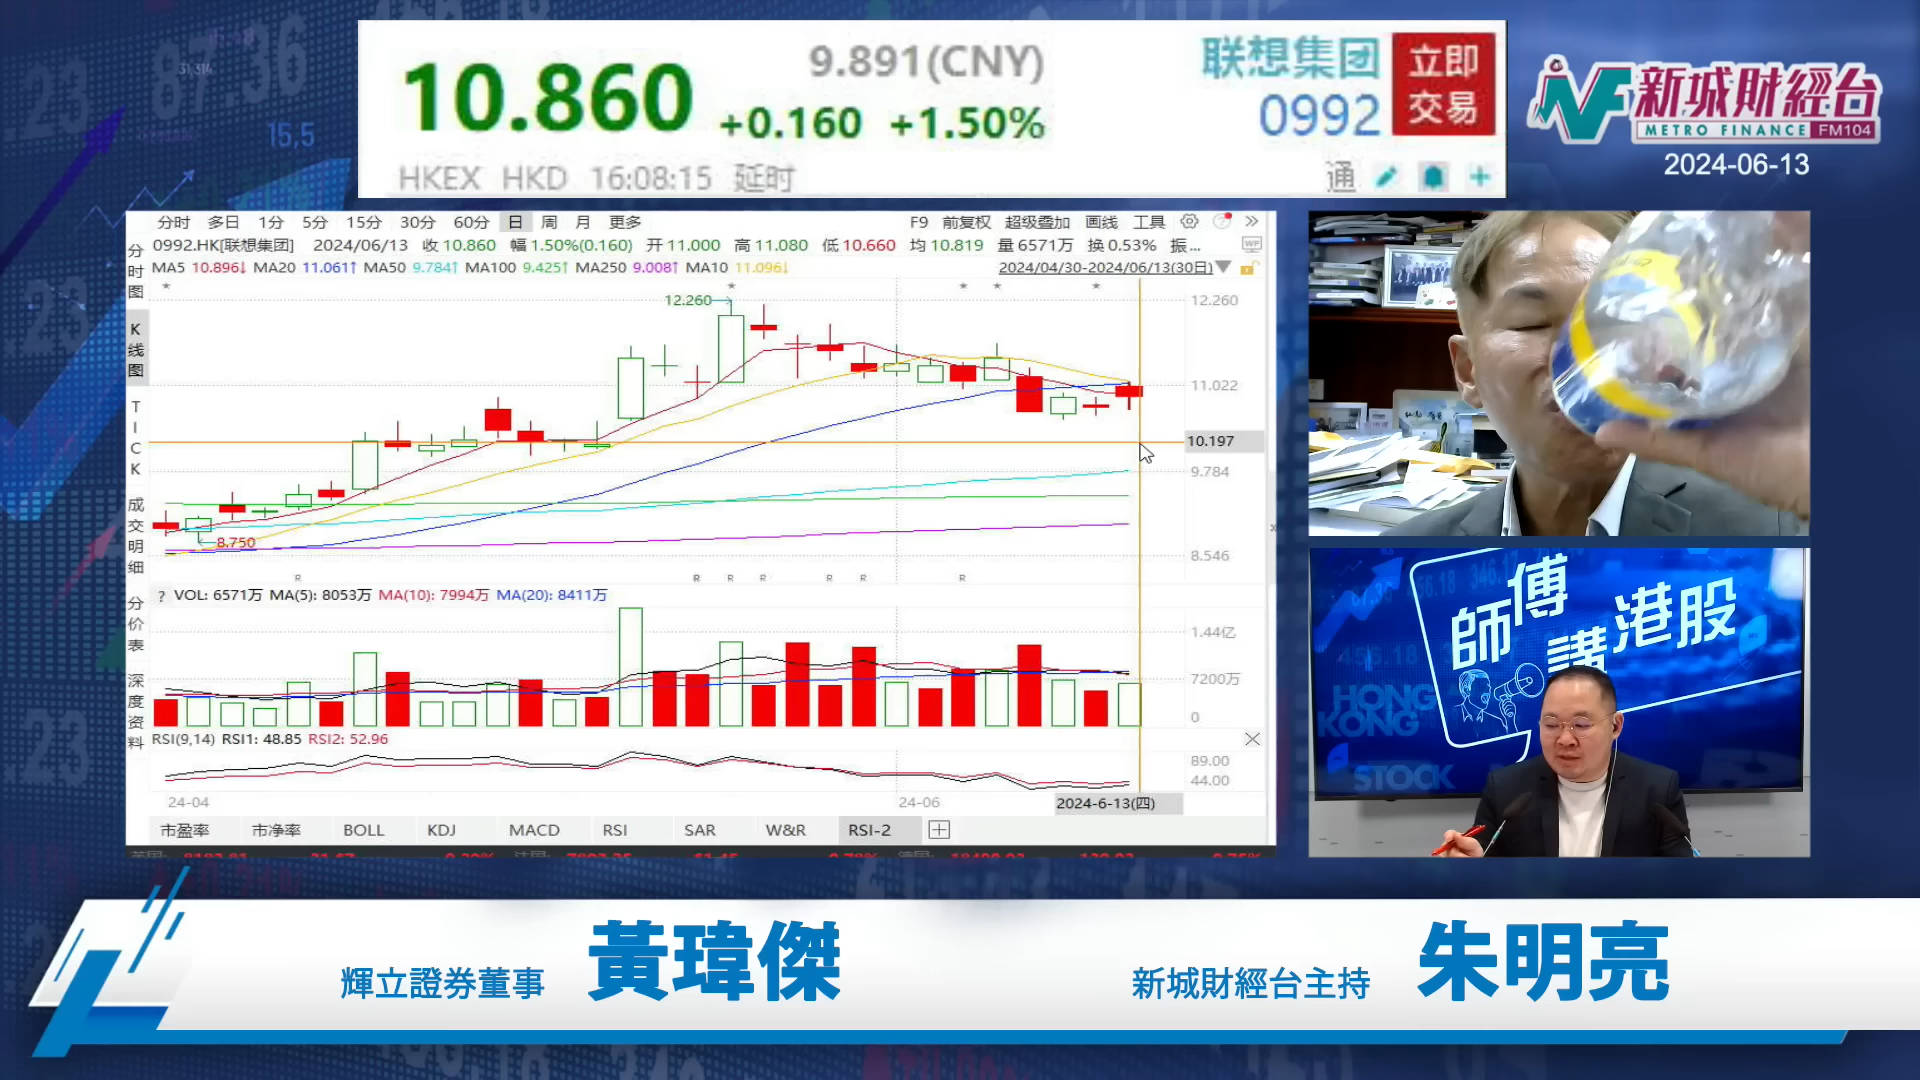 10.860
9.891(CNY)
+0.160 +1.50%
HKEX HKD 16:08:15 延时
联想集团
0992
立即
交易
通
新城財經台
METRO FINANCE FM104
2024-06-13
分时 多日 1分 5分 15分 30分 60分 日 周 月 更多
F9 前复权 超级叠加 画线 工具
0992.HK[联想集团] 2024/06/13 收 10.860 幅 1.50%(0.160) 开 11.000 高 11.080 低 10.660 均 10.819 量 6571万 换 0.53% 振...
MA5 10.896↓ MA20 11.061↑ MA50 9.784↑ MA100 9.425↑ MA250 9.008↑ MA10 11.096↓
2024/04/30-2024/06/13(30日)
分时图
K线图
TICK
成交明细
分价表
深度资料
12.260
12.260
11.022
10.197
9.784
8.750
8.546
R R R R R R R
? VOL: 6571万 MA(5): 8053万 MA(10): 7994万 MA(20): 8411万
1.44亿
7200万
0
RSI(9,14) RSI1: 48.85 RSI2: 52.96
89.00
44.00
24-04
24-06
2024-6-13(四)
市盈率 市净率 BOLL KDJ MACD RSI SAR W&R RSI-2
師傅
講港股
HONG
KONG
STOCK
輝立證券董事 黃瑋傑
新城財經台主持 朱明亮